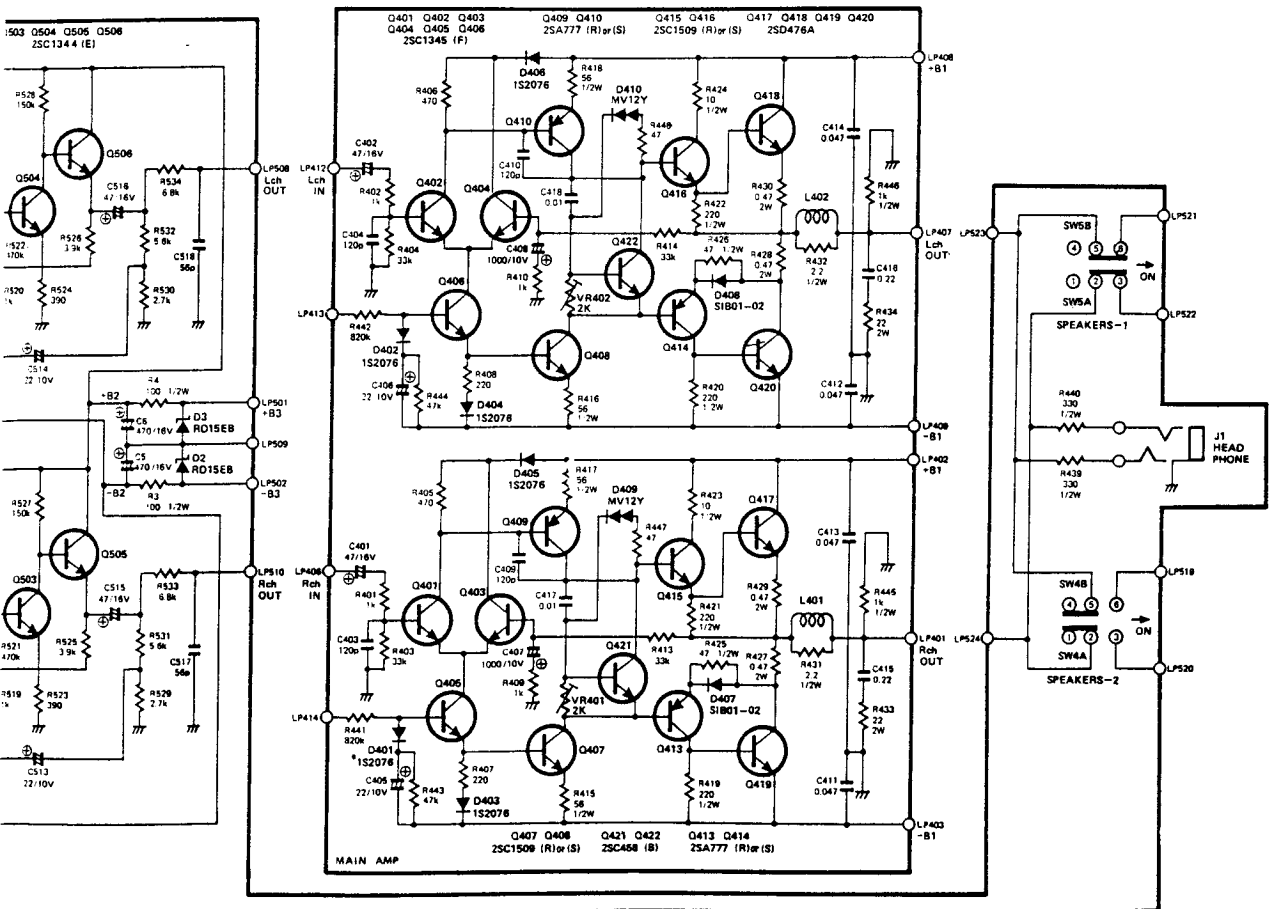 Q504 Q505 Q506
2SC1344 (E)
R528
150k
Q506
Q504
C516
47/16V
R534
6.8k
R526
3.9k
R532
5.6k
C518
56p
R522
470k
R520
1k
R524
390
R530
2.7k
C514
22/10V
LP508
Lch
OUT
+B2
R4
100 1/2W
LP501
+B3
C6
470/16V
D3
RD15EB
LP509
C5
470/16V
D2
RD15EB
-B2
R3
100 1/2W
LP502
-B3
R527
150k
Q505
Q503
C515
47/16V
R533
6.8k
R521
470k
R525
3.9k
R531
5.6k
C517
56p
R519
1k
R523
390
R529
2.7k
C513
22/10V
LP510
Rch
OUT
Q401 Q402 Q403
Q404 Q405 Q406
2SC1345 (F)
Q409 Q410
2SA777 (R)or(S)
Q415 Q416
2SC1509 (R)or(S)
Q417 Q418 Q419 Q420
2SD476A
LP408
+B1
D406
1S2076
R406
470
R418
56
1/2W
D410
MV12Y
R424
10
1/2W
Q418
Q410
R448
47
C414
0.047
C402
47/16V
LP412
Lch
IN
R402
1k
Q402
Q404
C410
120p
C418
0.01
Q416
R422
220
1/2W
R430
0.47
2W
L402
R446
1k
1/2W
C404
120p
R404
33k
C408
1000/10V
R410
1k
Q422
R414
33k
R426
47 1/2W
R428
0.47
2W
R432
2.2
1/2W
LP407
Lch
OUT
C416
0.22
Q406
VR402
2K
D408
SIB01-02
R434
22
2W
LP413
R442
820k
D402
1S2076
Q408
Q414
Q420
C406
22/10V
R444
47k
R408
220
D404
1S2076
R416
56
1/2W
R420
220
1/2W
C412
0.047
LP409
-B1
LP402
+B1
D405
1S2076
R405
470
R417
56
1/2W
D409
MV12Y
R423
10
1/2W
Q417
Q409
R447
47
C413
0.047
C401
47/16V
LP406
Rch
IN
R401
1k
Q401
Q403
C409
120p
C417
0.01
Q415
R421
220
1/2W
R429
0.47
2W
L401
R445
1k
1/2W
C403
120p
R403
33k
C407
1000/10V
R409
1k
Q421
R413
33k
R425
47 1/2W
R427
0.47
2W
R431
2.2
1/2W
LP401
Rch
OUT
C415
0.22
Q405
VR401
2K
D407
SIB01-02
R433
22
2W
LP414
R441
820k
D401
*1S2076
Q407
Q413
Q419
C405
22/10V
R443
47k
R407
220
D403
1S2076
R415
56
1/2W
R419
220
1/2W
C411
0.047
LP403
-B1
Q407 Q408
2SC1509 (R)or(S)
Q421 Q422
2SC458 (B)
Q413 Q414
2SA777 (R)or(S)
MAIN AMP
LP523
SW5B
4 5 6
LP521
→ ON
1 2 3
SW5A
SPEAKERS-1
LP522
R440
330
1/2W
R439
330
1/2W
J1
HEAD
PHONE
SW4B
4 5 6
LP519
→ ON
1 2 3
LP524
SW4A
SPEAKERS-2
LP520